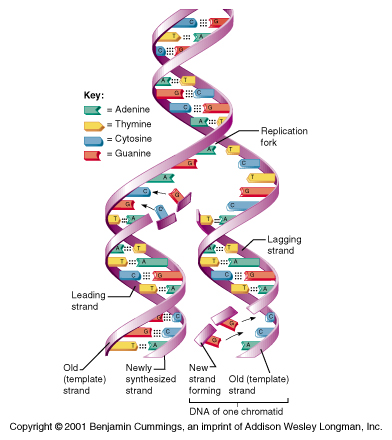 Key:
= Adenine
= Thymine
= Cytosine
= Guanine
Replication
fork
Lagging
strand
Leading
strand
Old
(template)
strand
Newly
synthesized
strand
New
strand
forming
Old (template)
strand
DNA of one chromatid
Copyright © 2001 Benjamin Cummings, an imprint of Addison Wesley Longman, Inc.